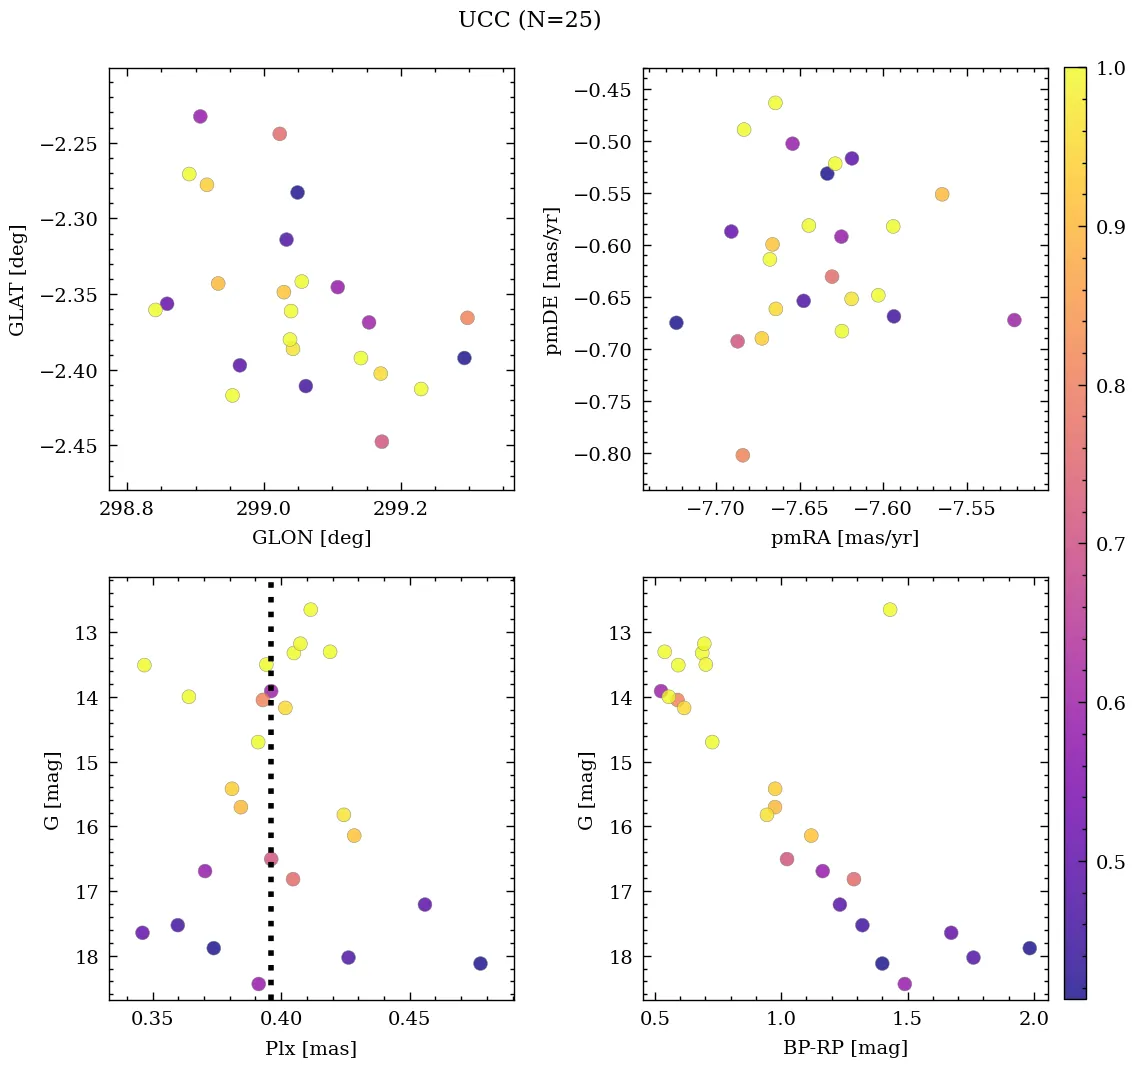 UCC (N=25)
−2.25
−2.30
−2.35
−2.40
−2.45
GLAT [deg]
298.8 299.0 299.2
GLON [deg]
−0.45
−0.50
−0.55
−0.60
−0.65
−0.70
−0.75
−0.80
pmDE [mas/yr]
−7.70 −7.65 −7.60 −7.55
pmRA [mas/yr]
13
14
15
16
17
18
G [mag]
0.35 0.40 0.45
Plx [mas]
13
14
15
16
17
18
G [mag]
0.5 1.0 1.5 2.0
BP-RP [mag]
1.0
0.9
0.8
0.7
0.6
0.5